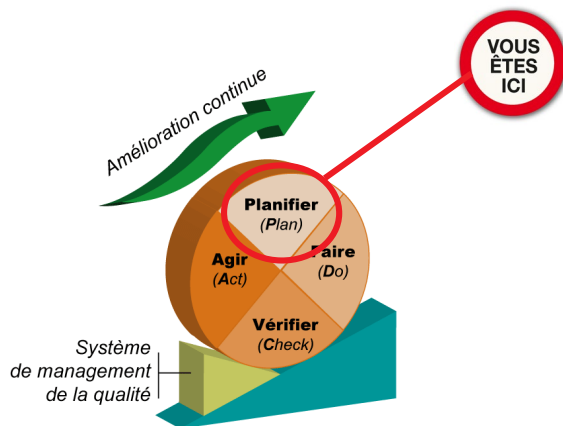 VOUS
ÊTES
ICI
Amélioration continue
Planifier
(Plan)
Faire
(Do)
Agir
(Act)
Vérifier
(Check)
Système
de management
de la qualité